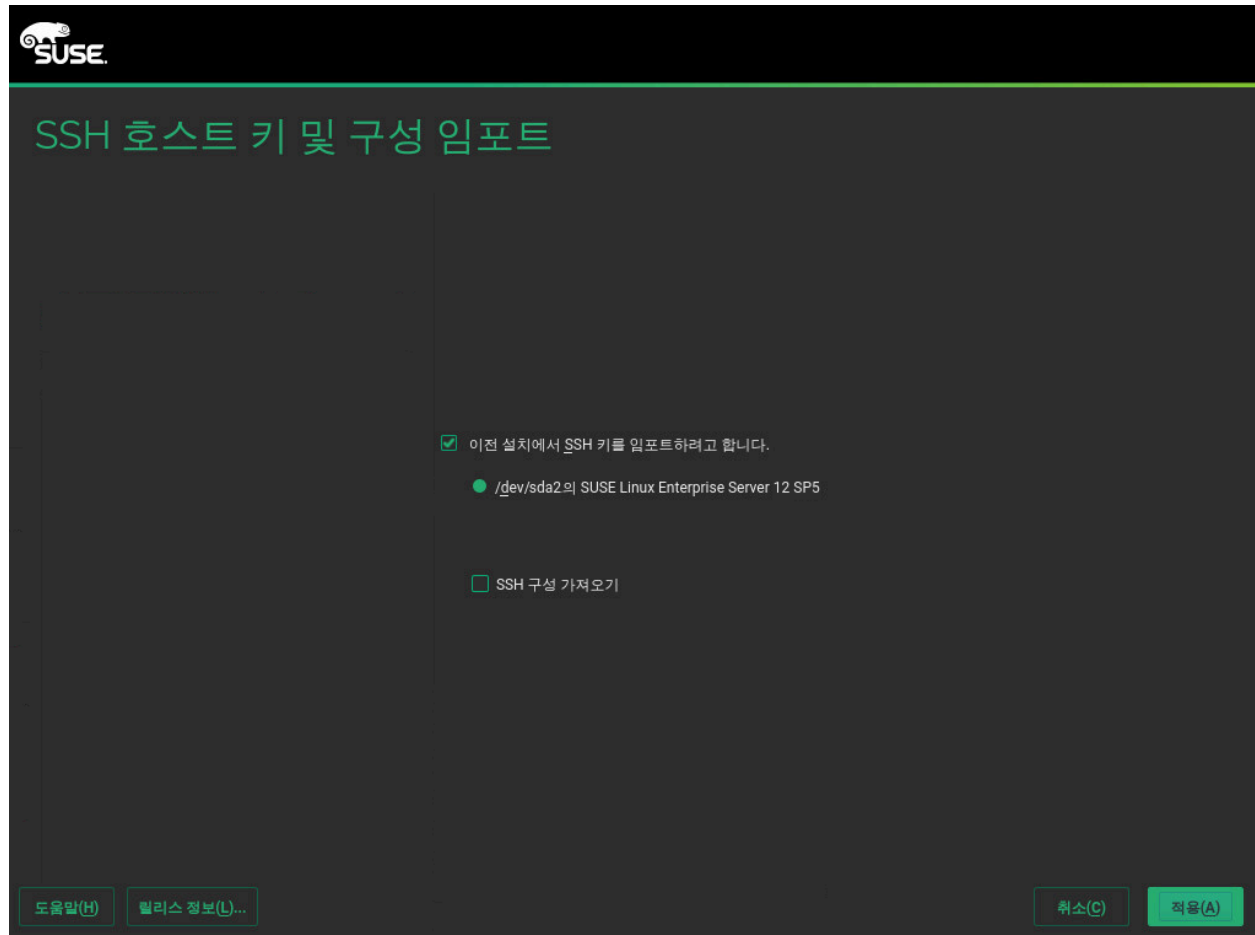 SUSE.
SSH 호스트 키 및 구성 임포트
이전 설치에서 SSH 키를 임포트하려고 합니다.
/dev/sda2의 SUSE Linux Enterprise Server 12 SP5
SSH 구성 가져오기
도움말(H) 릴리스 정보(L)... 취소(C) 적용(A)